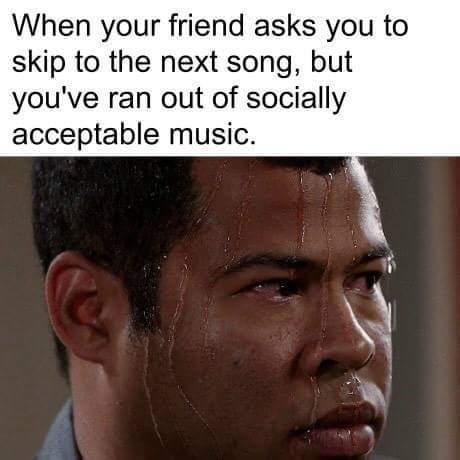 When your friend asks you to
skip to the next song, but
you've ran out of socially
acceptable music.